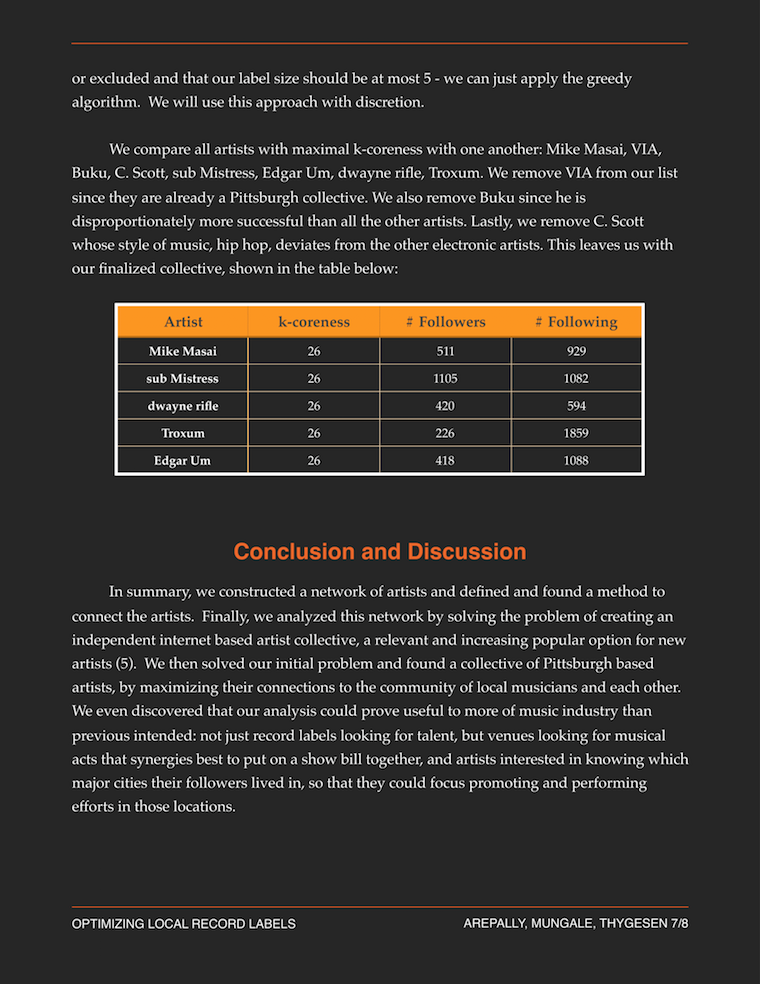 or excluded and that our label size should be at most 5 - we can just apply the greedy
algorithm.  We will use this approach with discretion.
We compare all artists with maximal k-coreness with one another: Mike Masai, VIA,
Buku, C. Scott, sub Mistress, Edgar Um, dwayne rifle, Troxum. We remove VIA from our list
since they are already a Pittsburgh collective. We also remove Buku since he is
disproportionately more successful than all the other artists. Lastly, we remove C. Scott
whose style of music, hip hop, deviates from the other electronic artists. This leaves us with
our finalized collective, shown in the table below:
Artist k-coreness # Followers # Following
Mike Masai 26 511 929
sub Mistress 26 1105 1082
dwayne rifle 26 420 594
Troxum 26 226 1859
Edgar Um 26 418 1088
Conclusion and Discussion
In summary, we constructed a network of artists and defined and found a method to
connect the artists.  Finally, we analyzed this network by solving the problem of creating an
independent internet based artist collective, a relevant and increasing popular option for new
artists (5).  We then solved our initial problem and found a collective of Pittsburgh based
artists, by maximizing their connections to the community of local musicians and each other.
We even discovered that our analysis could prove useful to more of music industry than
previous intended: not just record labels looking for talent, but venues looking for musical
acts that synergies best to put on a show bill together, and artists interested in knowing which
major cities their followers lived in, so that they could focus promoting and performing
efforts in those locations.
OPTIMIZING LOCAL RECORD LABELS AREPALLY, MUNGALE, THYGESEN 7/8